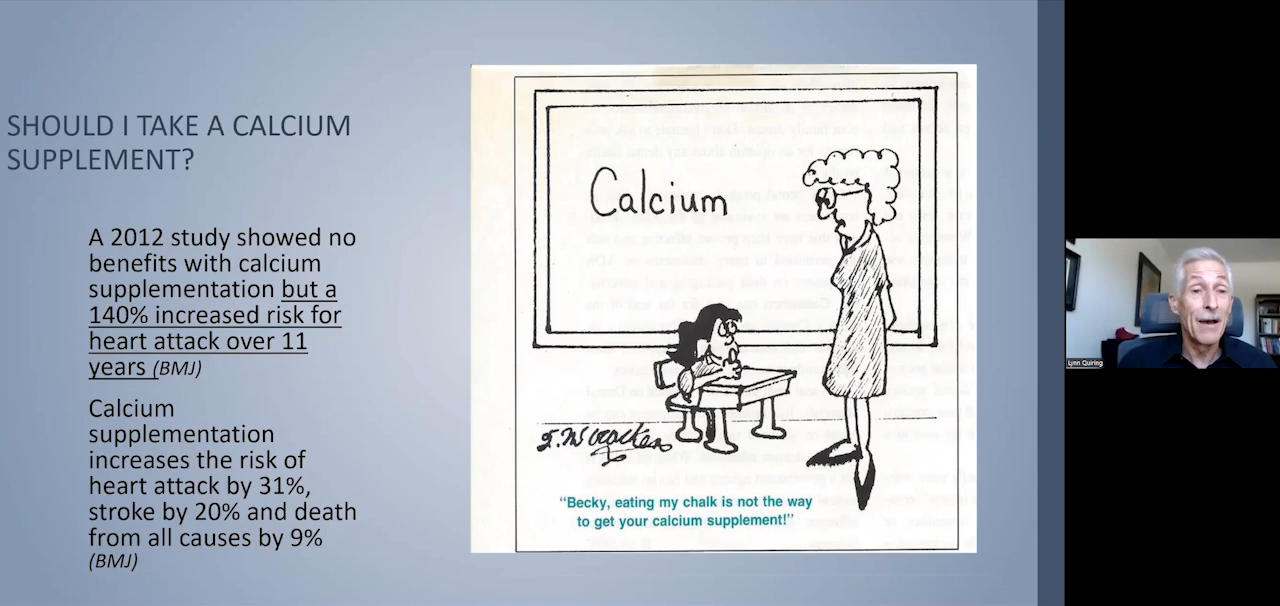 SHOULD I TAKE A CALCIUM
SUPPLEMENT?
A 2012 study showed no
benefits with calcium
supplementation but a
140% increased risk for
heart attack over 11
years (BMJ)
Calcium
supplementation
increases the risk of
heart attack by 31%,
stroke by 20% and death
from all causes by 9%
(BMJ)
Calcium
"Becky, eating my chalk is not the way
to get your calcium supplement!"
Lynn Quiring